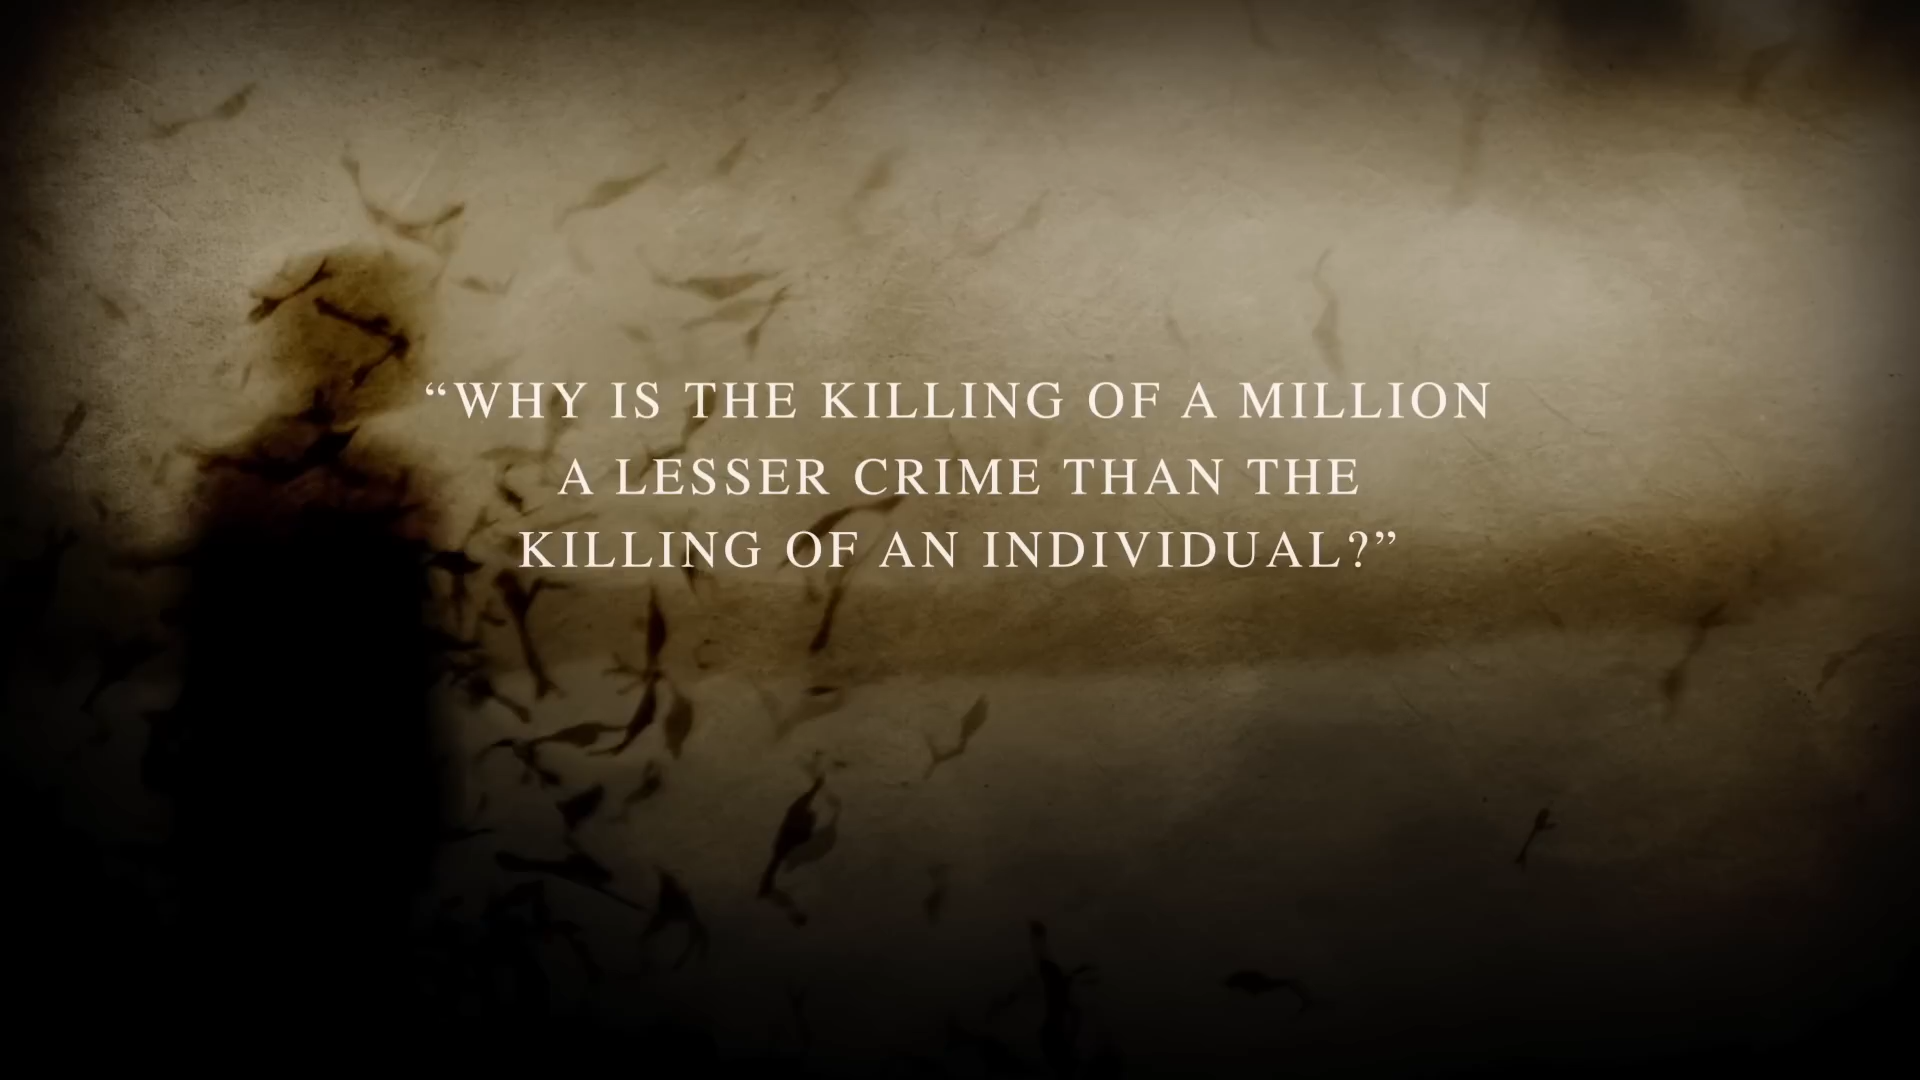 “WHY IS THE KILLING OF A MILLION
A LESSER CRIME THAN THE
KILLING OF AN INDIVIDUAL?”